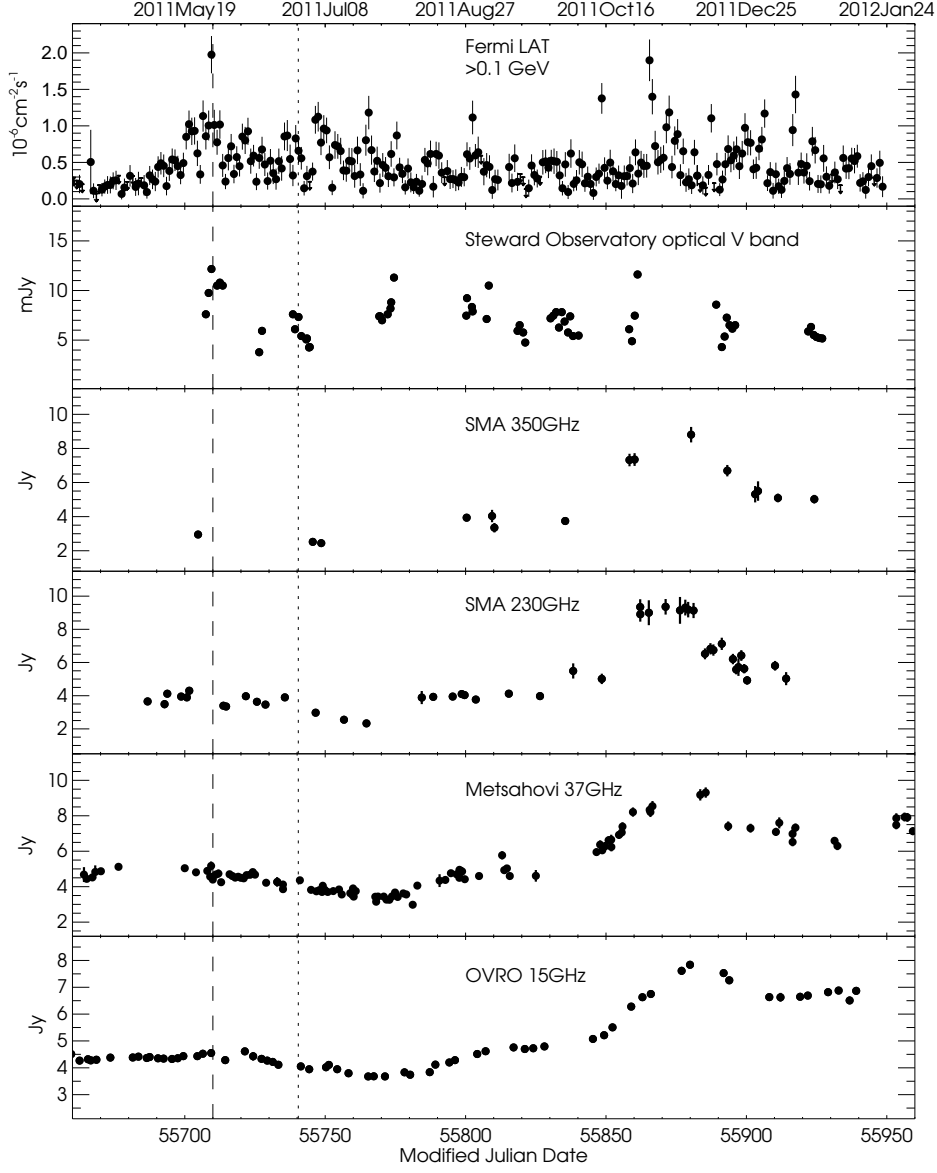 2011May19 2011Jul08 2011Aug27 2011Oct16 2011Dec25 2012Jan24
Fermi LAT
>0.1 GeV
10⁻⁶cm⁻²s⁻¹
2.0
1.5
1.0
0.5
0.0
Steward Observatory optical V band
mJy
15
10
5
SMA 350GHz
Jy
10
8
6
4
2
SMA 230GHz
Jy
10
8
6
4
2
Metsahovi 37GHz
Jy
10
8
6
4
2
OVRO 15GHz
Jy
8
7
6
5
4
3
55700 55750 55800 55850 55900 55950
Modified Julian Date